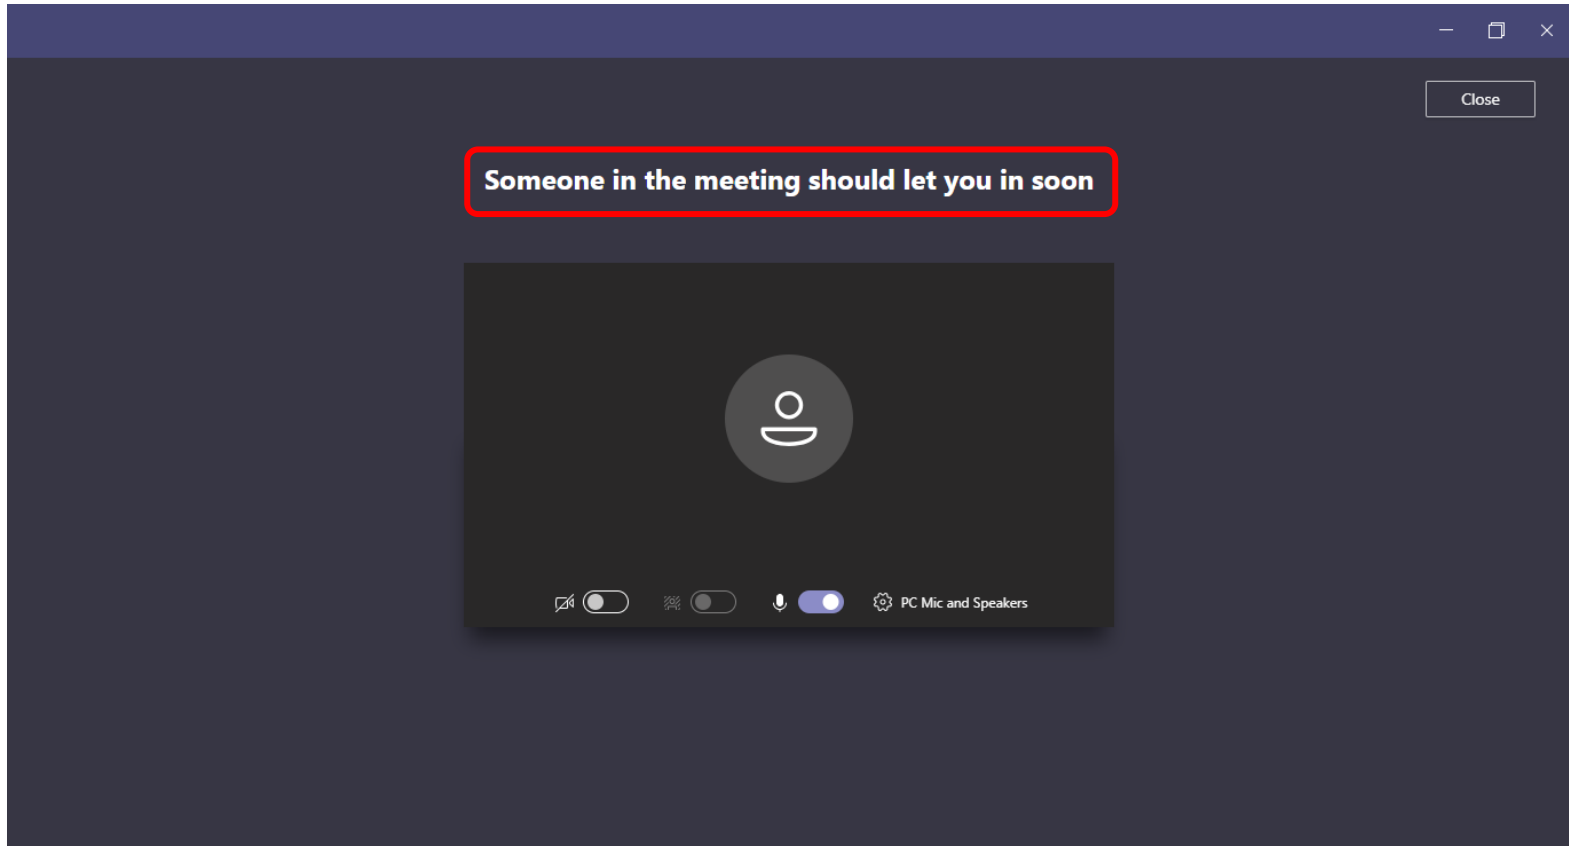 Close
Someone in the meeting should let you in soon
PC Mic and Speakers